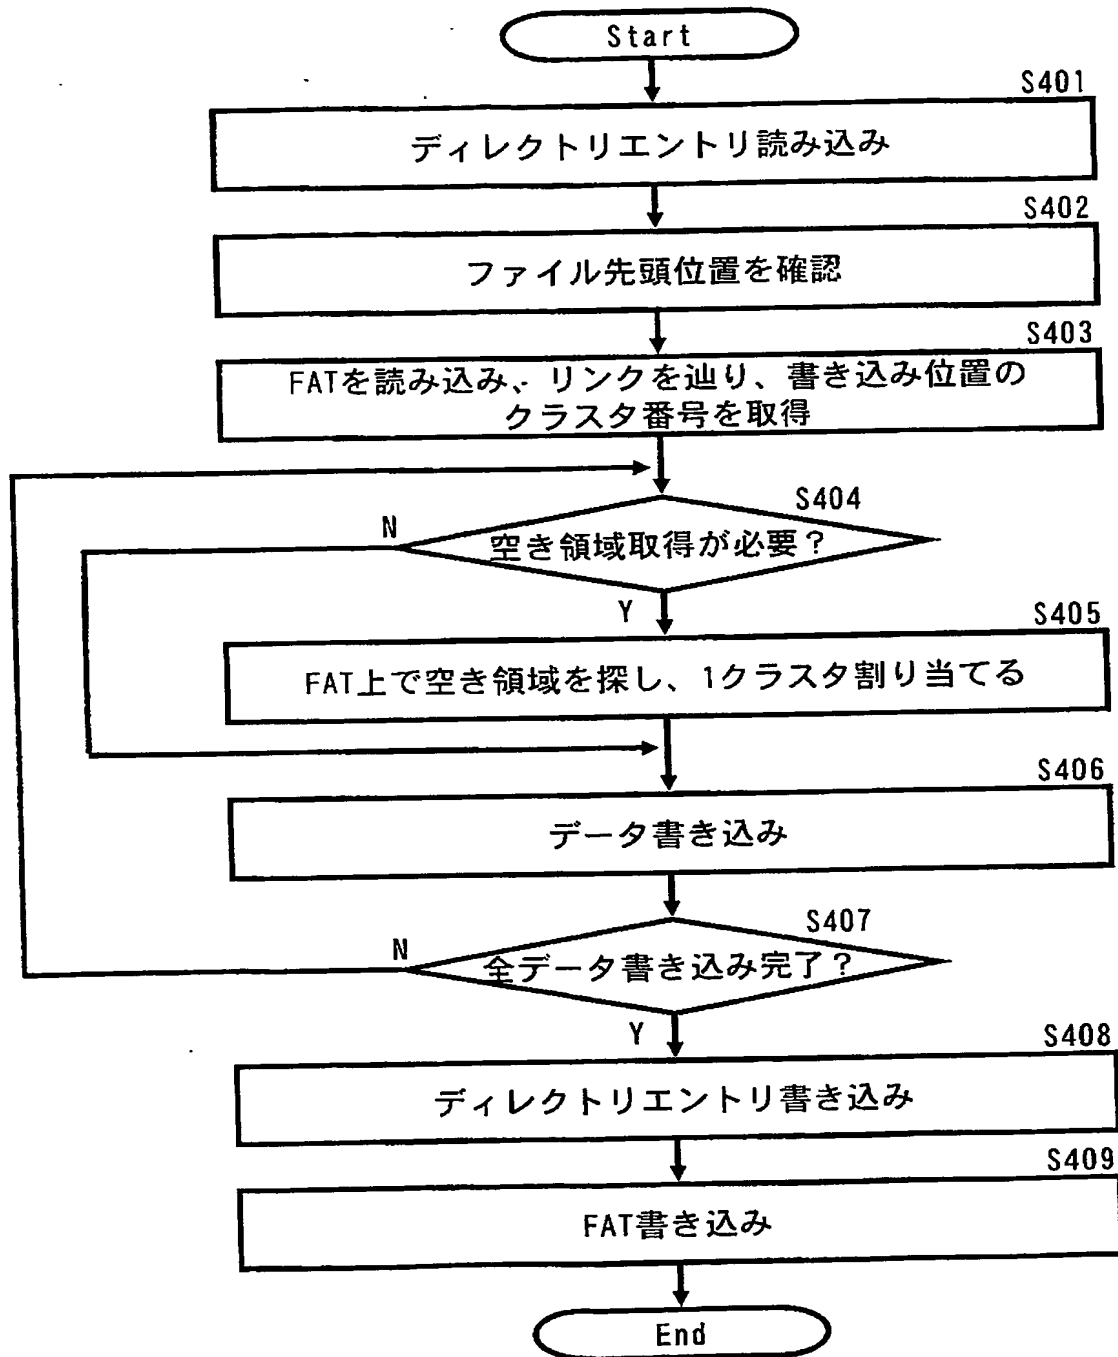 Start
S401
ディレクトリエントリ読み込み
S402
ファイル先頭位置を確認
S403
FATを読み込み、リンクを辿り、書き込み位置の
クラスタ番号を取得
S404
N
空き領域取得が必要？
Y
S405
FAT上で空き領域を探し、1クラスタ割り当てる
S406
データ書き込み
S407
N
全データ書き込み完了？
Y
S408
ディレクトリエントリ書き込み
S409
FAT書き込み
End